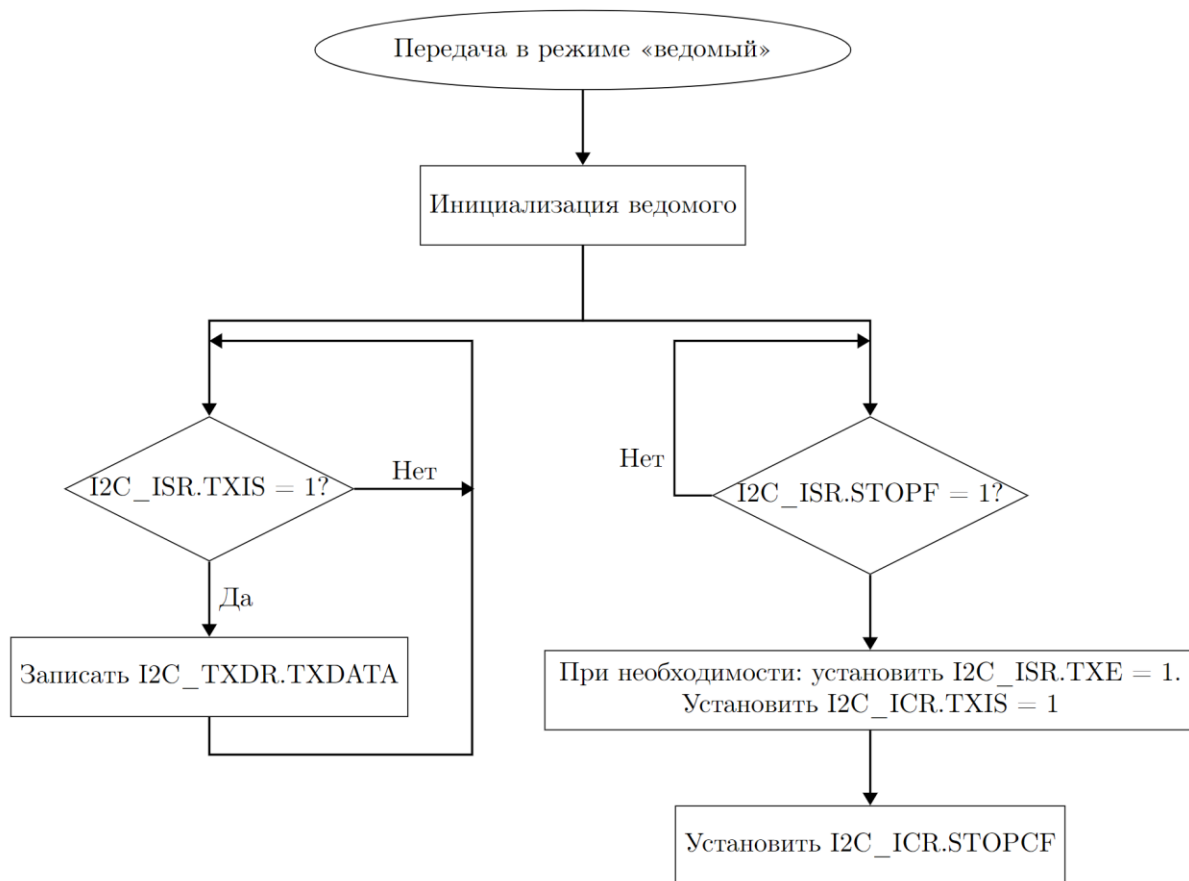 Передача в режиме «ведомый»
Инициализация ведомого
I2C_ISR.TXIS = 1?
Нет
Да
Записать I2C_TXDR.TXDATA
Нет
I2C_ISR.STOPF = 1?
При необходимости: установить I2C_ISR.TXE = 1.
Установить I2C_ICR.TXIS = 1
Установить I2C_ICR.STOPCF